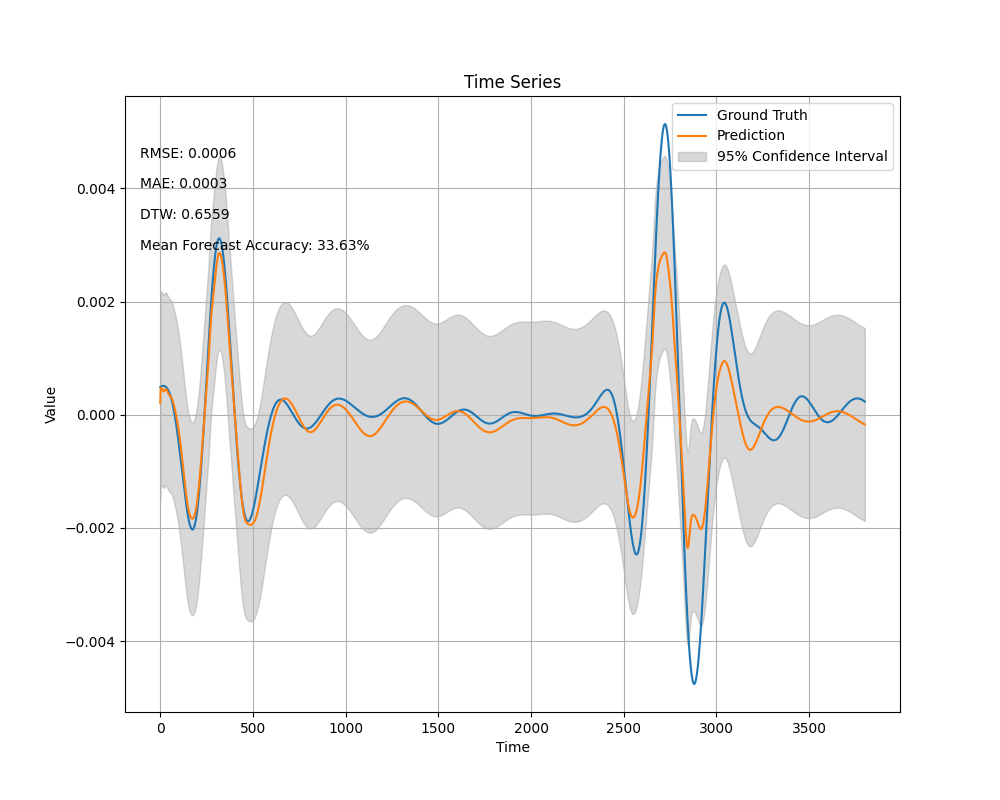 Time Series
Ground Truth
Prediction
95% Confidence Interval
RMSE: 0.0006
MAE: 0.0003
DTW: 0.6559
Mean Forecast Accuracy: 33.63%
0.004
0.002
0.000
−0.002
−0.004
Value
0 500 1000 1500 2000 2500 3000 3500
Time